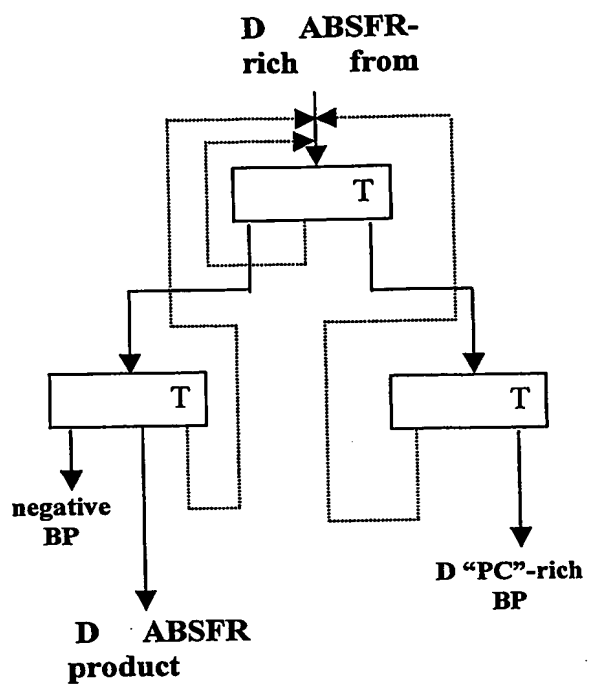 D ABSFR-
rich from
T
T
T
negative
BP
D “PC”-rich
BP
D ABSFR
product